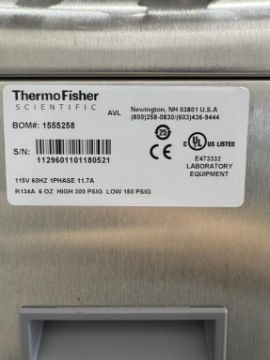 ThermoFisher
SCIENTIFIC
AVL
Newington, NH 03801 U.S.A
(800)258-0830/(603)436-9444
BOM#: 1555258
S/N:
1129601101180521
25
CE
c UL US LISTED
E473332
LABORATORY
EQUIPMENT
115V 60HZ 1PHASE 11.7A
R134A 6 OZ HIGH 300 PSIG LOW 150 PSIG